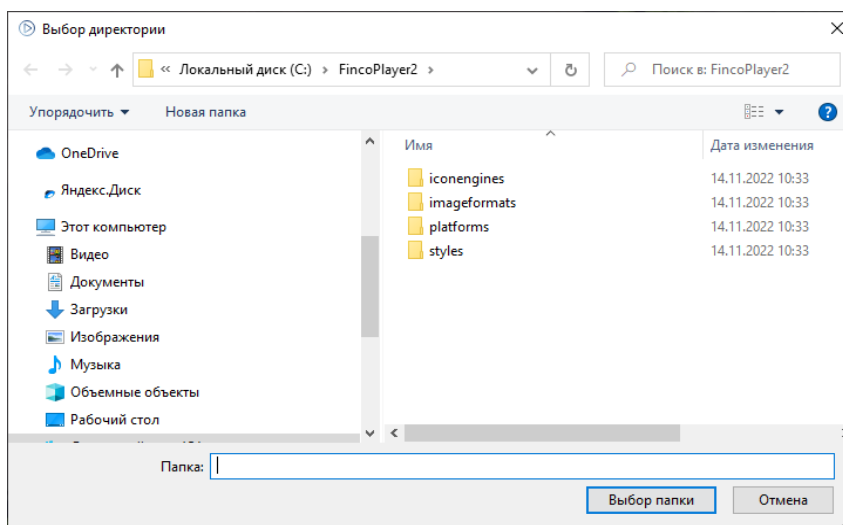 Выбор директории
« Локальный диск (C:) › FincoPlayer2 ›
Поиск в: FincoPlayer2
Упорядочить
Новая папка
Имя
Дата изменения
OneDrive
Яндекс.Диск
Этот компьютер
Видео
Документы
Загрузки
Изображения
Музыка
Объемные объекты
Рабочий стол
iconengines 14.11.2022 10:33
imageformats 14.11.2022 10:33
platforms 14.11.2022 10:33
styles 14.11.2022 10:33
Папка:
Выбор папки
Отмена